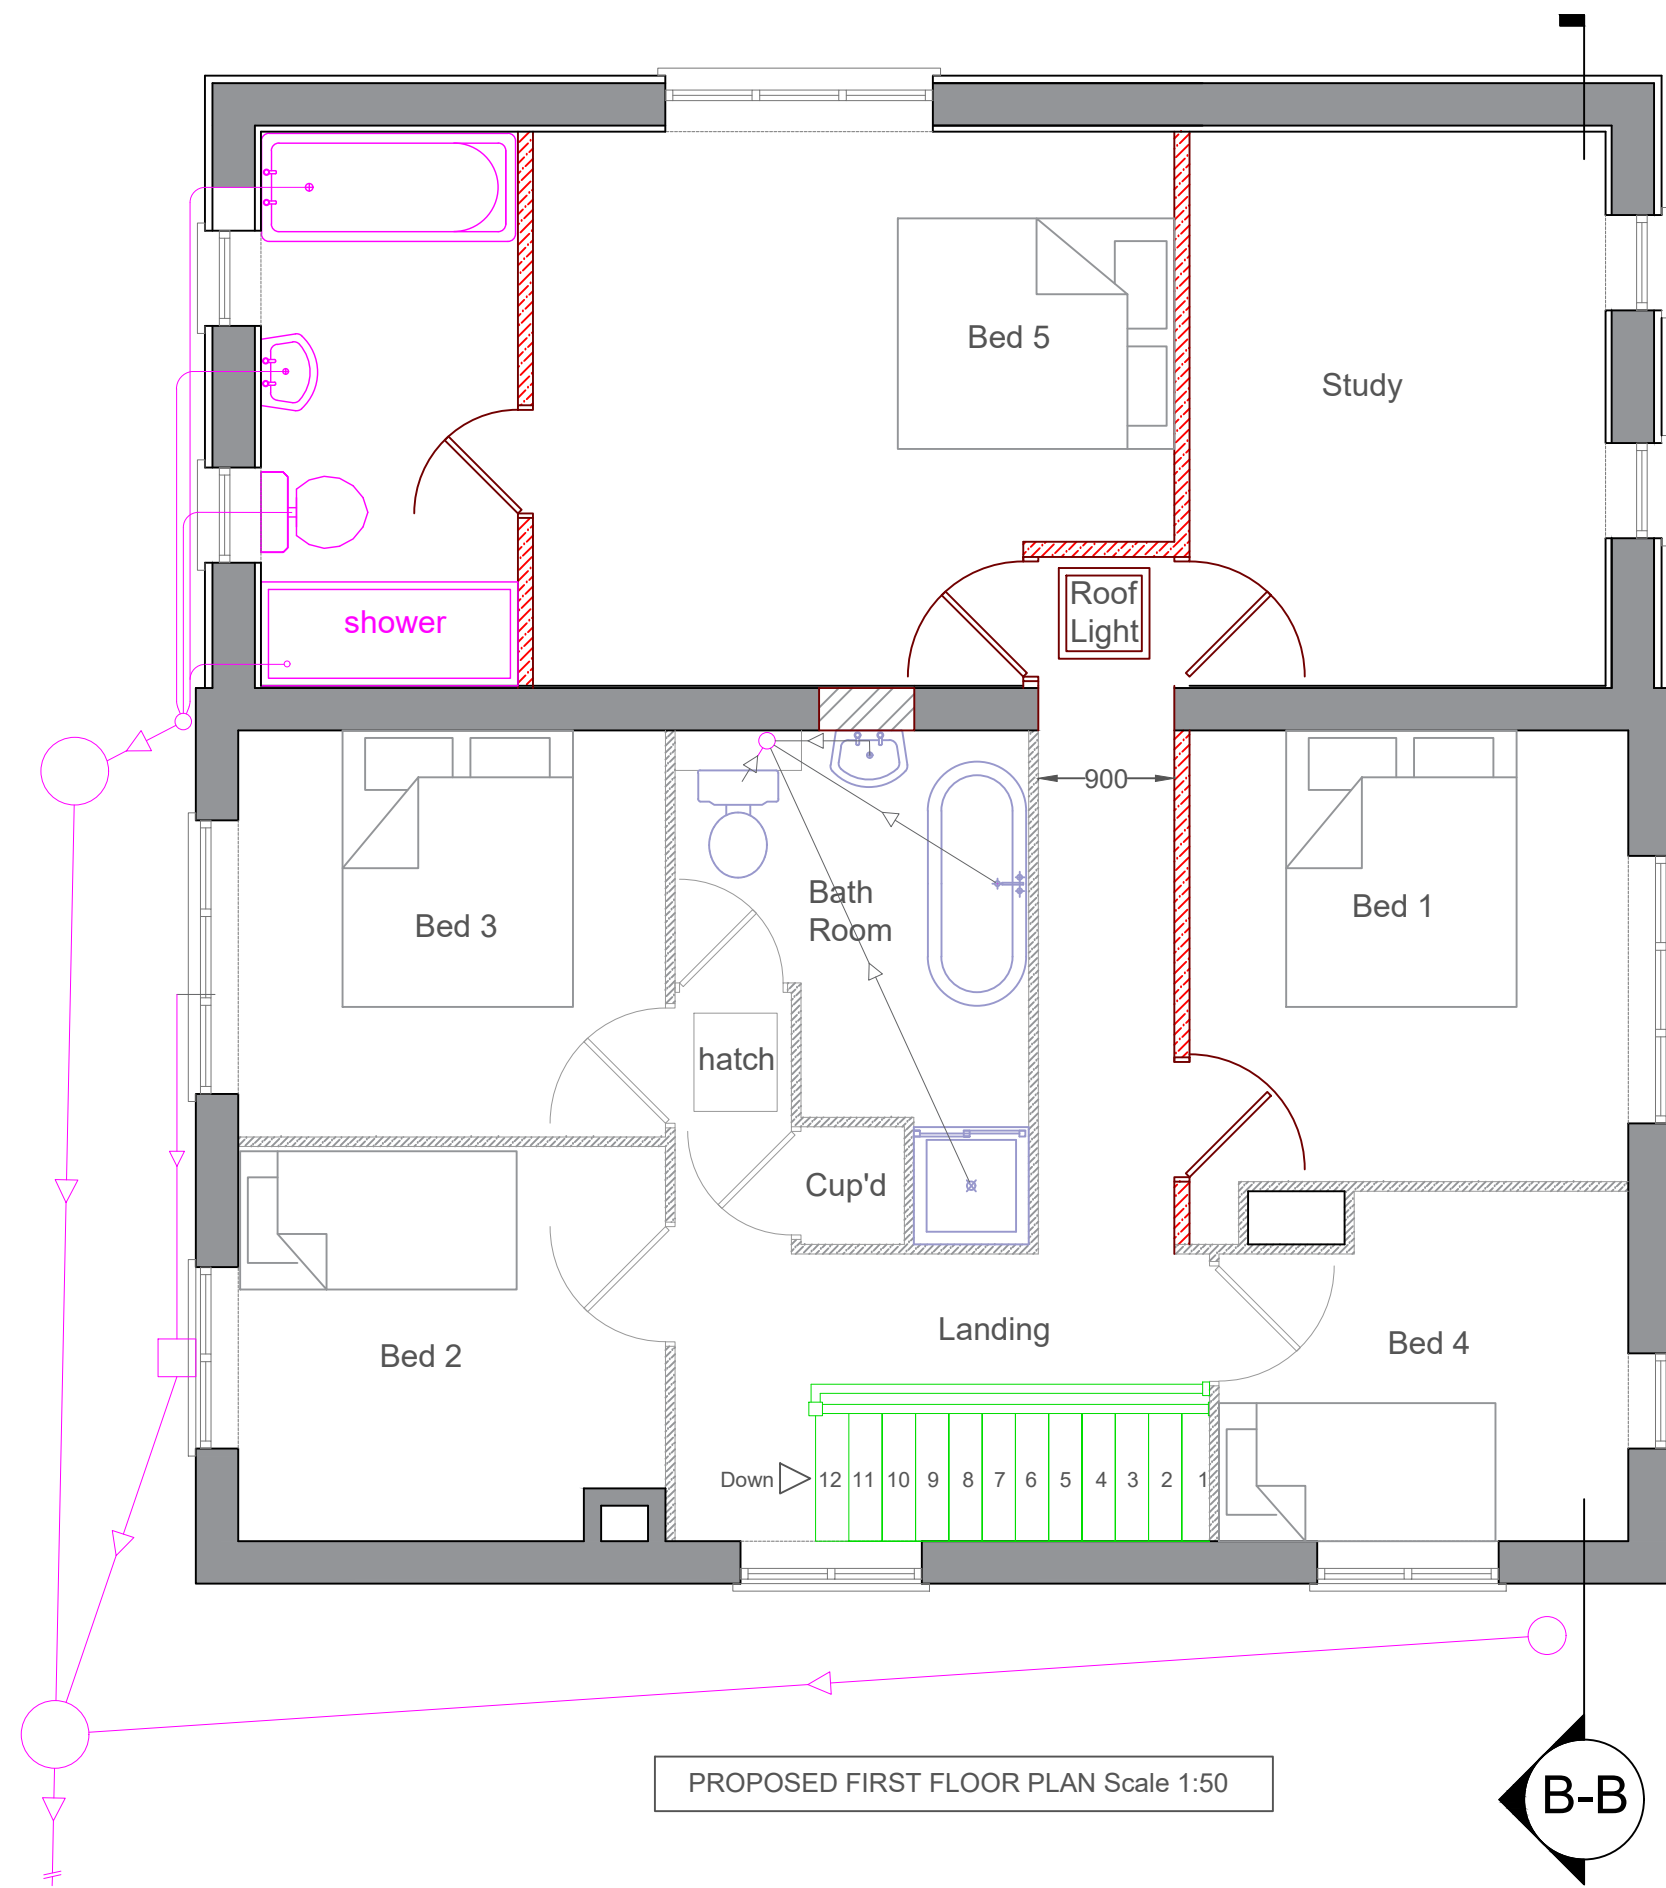 Bed 5
Study
shower
Roof
Light
900
Bed 3
Bath
Room
Bed 1
hatch
Cup'd
Landing
Bed 2
Bed 4
Down 12 11 10 9 8 7 6 5 4 3 2 1
PROPOSED FIRST FLOOR PLAN Scale 1:50
B-B